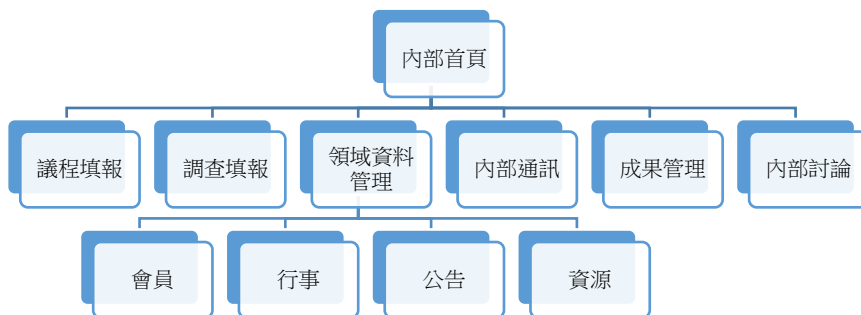 內部首頁
議程填報
調查填報
領域資料
管理
內部通訊
成果管理
內部討論
會員
行事
公告
資源